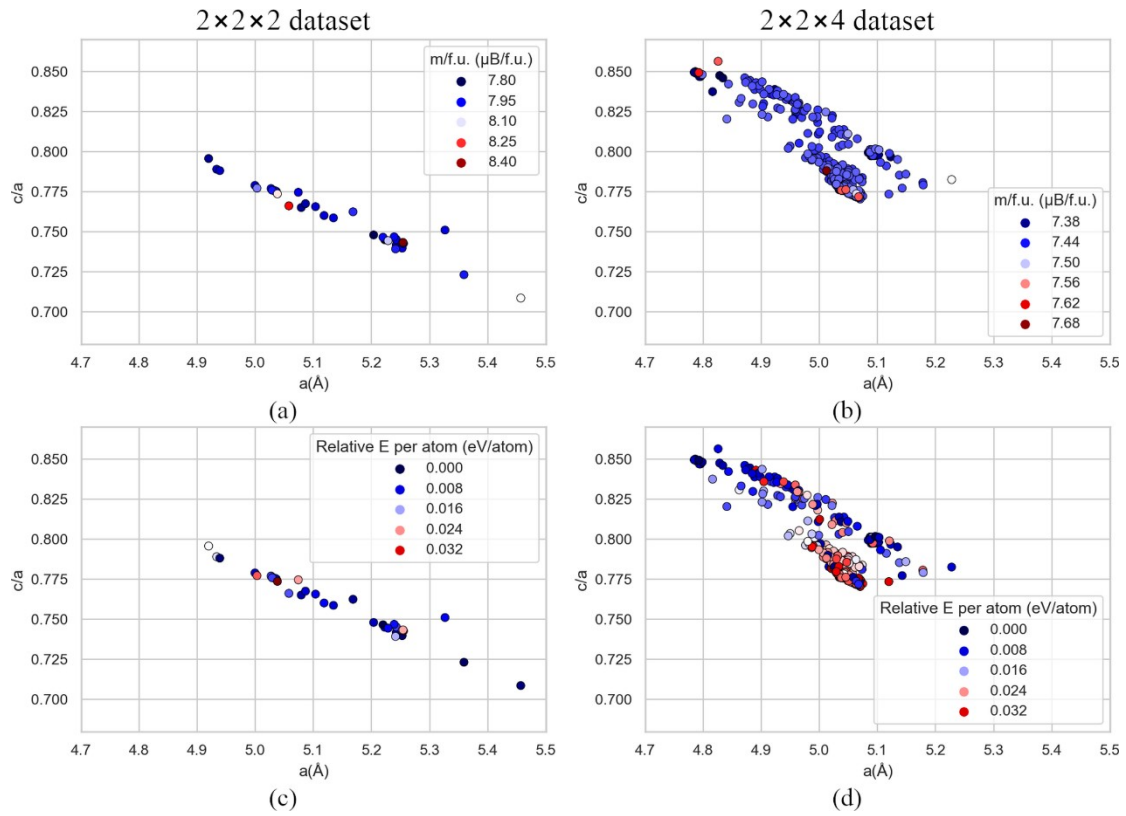 2×2×2 dataset
2×2×4 dataset
m/f.u. (μB/f.u.)
7.80
7.95
8.10
8.25
8.40
0.850
0.825
0.800
0.775
0.750
0.725
0.700
c/a
4.7 4.8 4.9 5.0 5.1 5.2 5.3 5.4 5.5
a(Å)
(a)
m/f.u. (μB/f.u.)
7.38
7.44
7.50
7.56
7.62
7.68
0.850
0.825
0.800
0.775
0.750
0.725
0.700
c/a
4.7 4.8 4.9 5.0 5.1 5.2 5.3 5.4 5.5
a(Å)
(b)
Relative E per atom (eV/atom)
0.000
0.008
0.016
0.024
0.032
0.850
0.825
0.800
0.775
0.750
0.725
0.700
c/a
4.7 4.8 4.9 5.0 5.1 5.2 5.3 5.4 5.5
a(Å)
(c)
Relative E per atom (eV/atom)
0.000
0.008
0.016
0.024
0.032
0.850
0.825
0.800
0.775
0.750
0.725
0.700
c/a
4.7 4.8 4.9 5.0 5.1 5.2 5.3 5.4 5.5
a(Å)
(d)